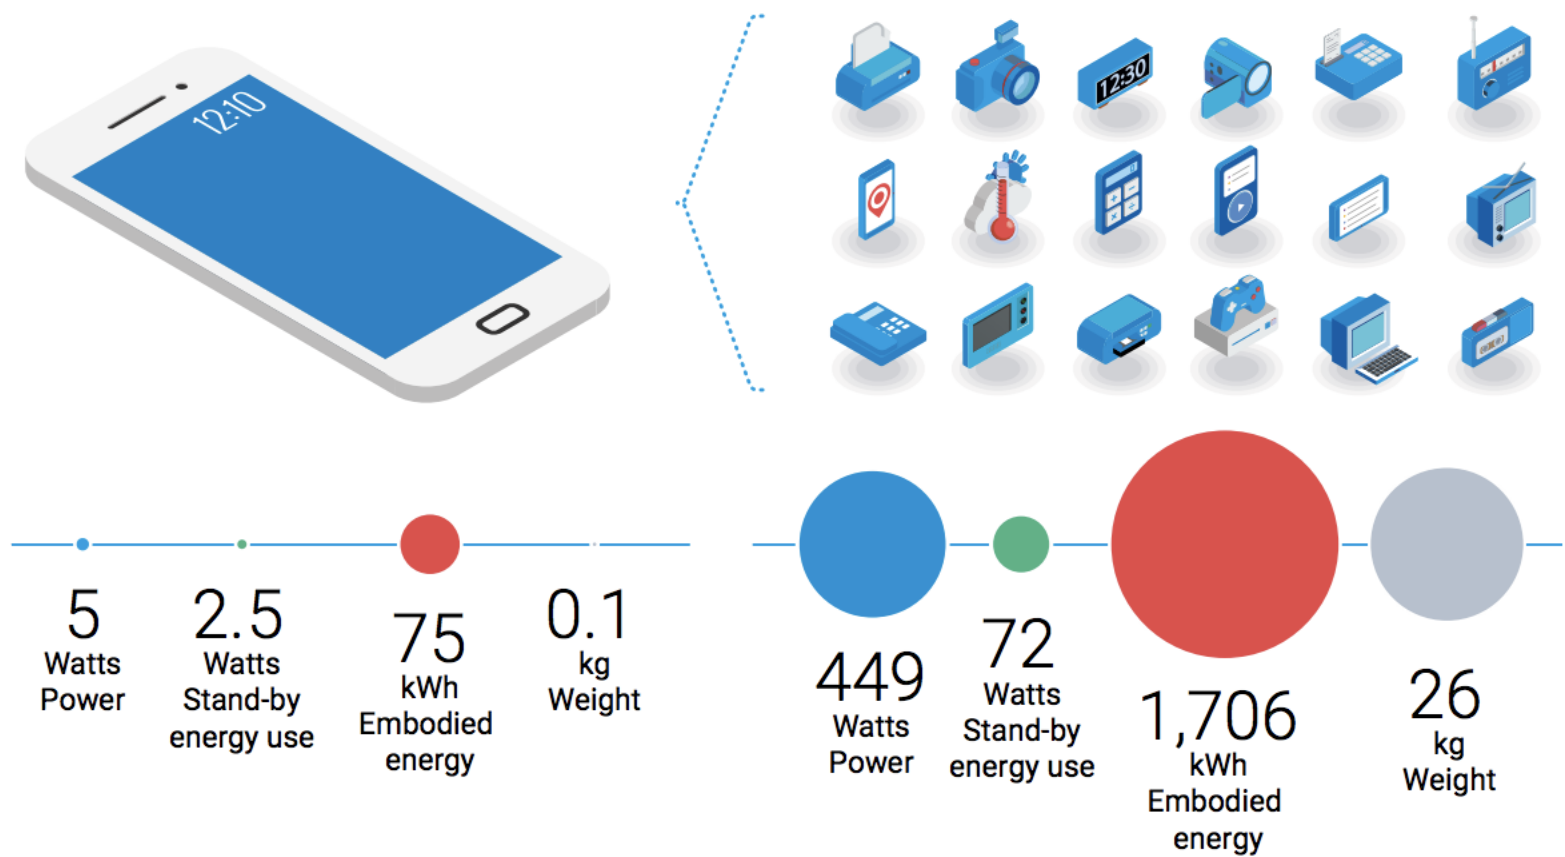 12:10
12:30
5
Watts
Power
2.5
Watts
Stand-by
energy use
75
kWh
Embodied
energy
0.1
kg
Weight
449
Watts
Power
72
Watts
Stand-by
energy use
1,706
kWh
Embodied
energy
26
kg
Weight